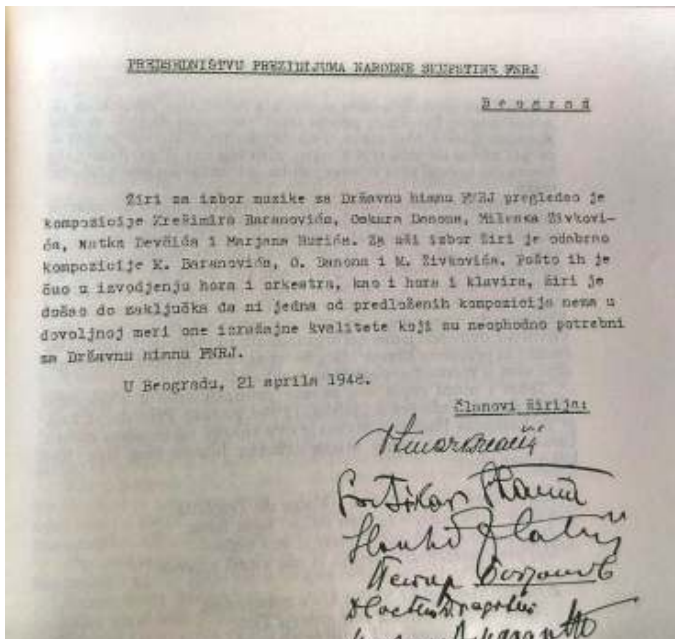 PREDSEDNIŠTVU PREZIDIJUMA NARODNE SKUPŠTINE FNRJ
Beograd
Žiri za izbor muzike za Državnu himnu FNRJ pregledao je
kompozicije Krešimira Baranovića, Oskara Danona, Milenka Živkovi-
ća, Natka Devčića i Marjana Burića. Za uži izbor žiri je odabrao
kompozicije K. Baranovića, O. Danona i M. Živkovića. Pošto ih je
čuo u izvodjenju hora i orkestra, kao i hora i klavira, žiri je
došao do zaključka da ni jedna od predloženih kompozicija nema u
dovoljnoj meri one izražajne kvalitete koji su neophodno potrebni
za Državnu himnu FNRJ.
U Beogradu, 21 aprila 1948.
Članovi žirija: